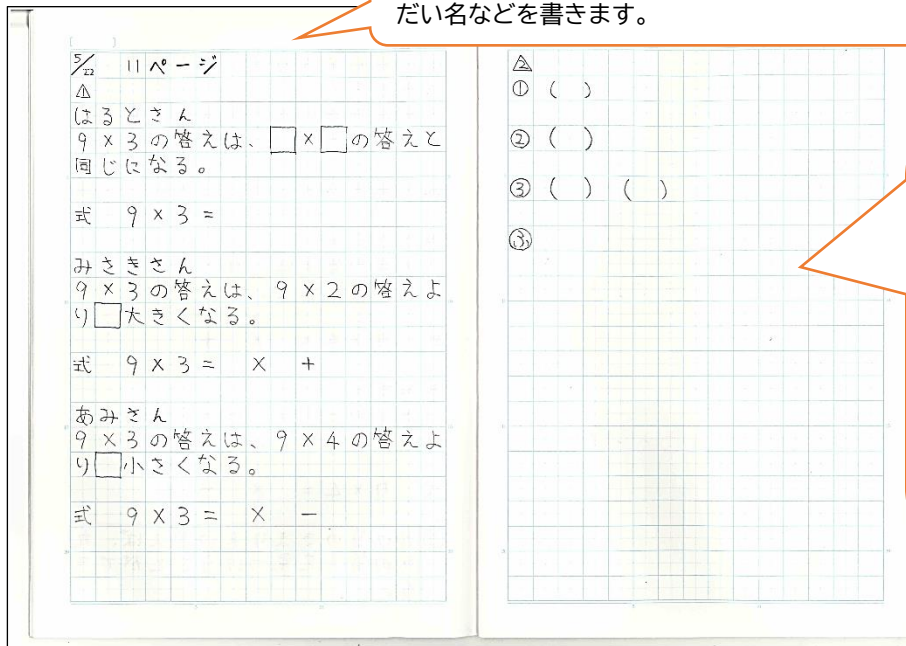 だい名などを書きます。
( )
5/22 11ページ
△1
はるとさん
9×3の答えは、□×□の答えと
同じになる。
式 9×3=
みさきさん
9×3の答えは、9×2の答えよ
り□大きくなる。
式 9×3= × +
あみさん
9×3の答えは、9×4の答えよ
り□小さくなる。
式 9×3= × −
△2
① ( )
② ( )
③ ( ) ( )
ふ